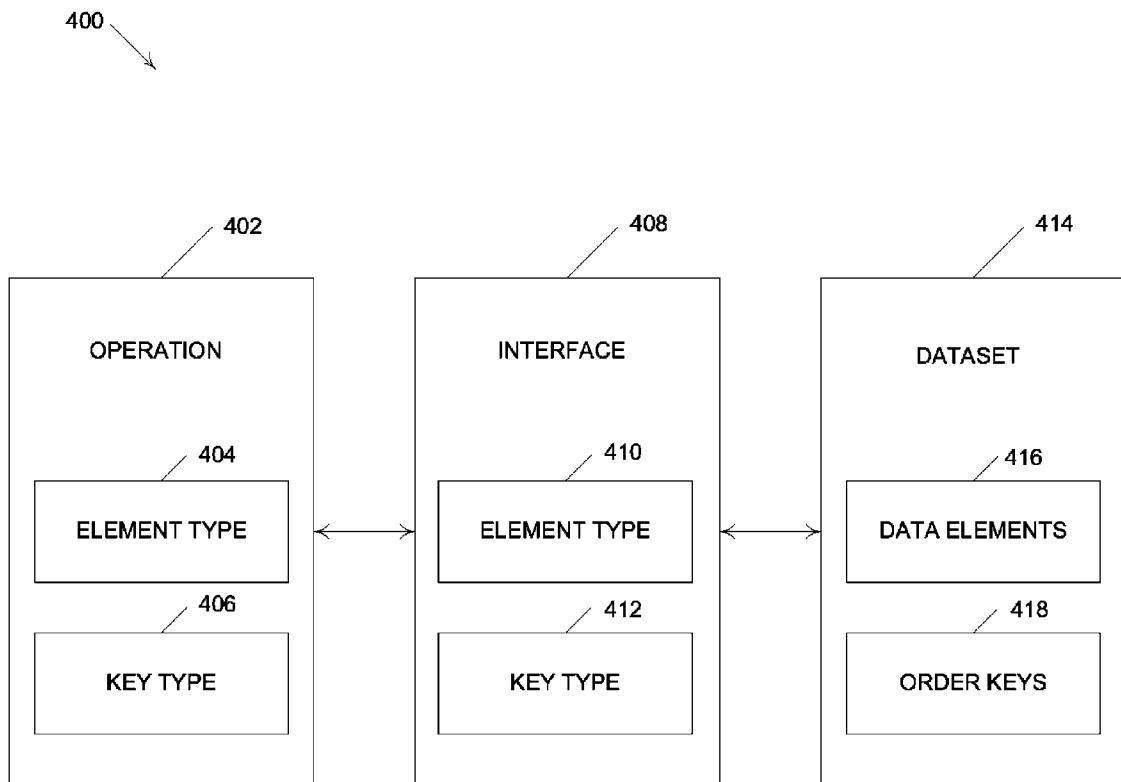 400
402
408
414
OPERATION
INTERFACE
DATASET
404
410
416
ELEMENT TYPE
ELEMENT TYPE
DATA ELEMENTS
406
412
418
KEY TYPE
KEY TYPE
ORDER KEYS